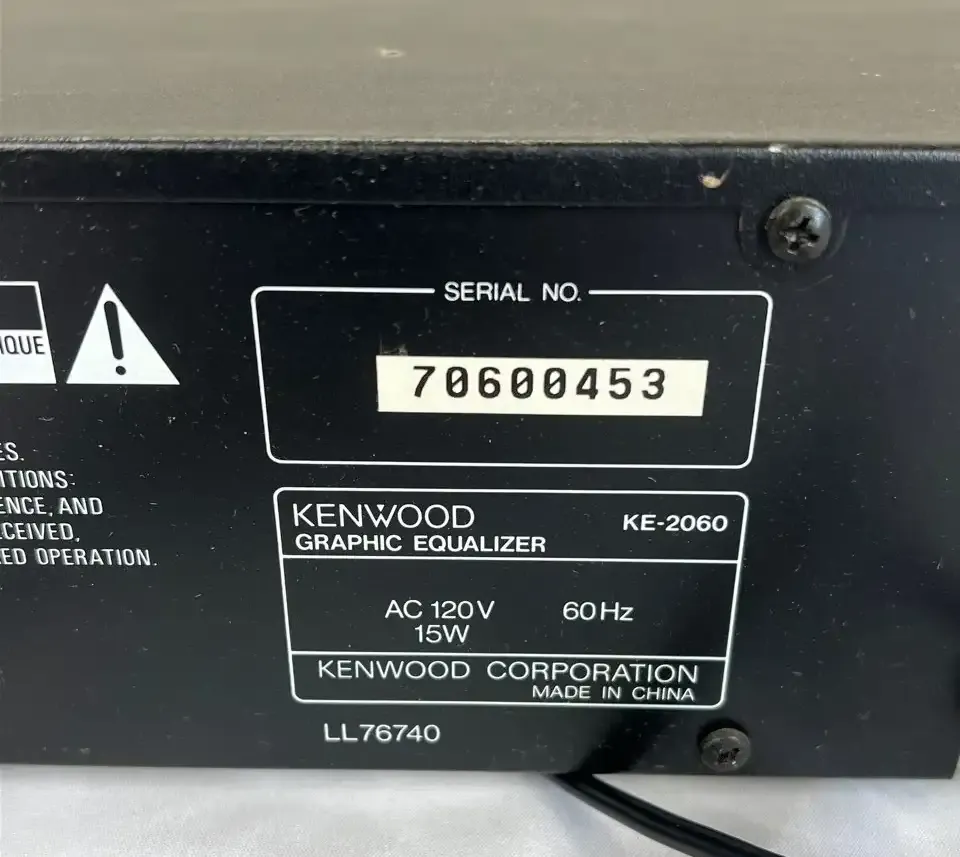 SERIAL NO.
70600453
IQUE
ES.
ITIONS:
ENCE, AND
CEIVED,
ED OPERATION.
KENWOOD KE-2060
GRAPHIC EQUALIZER
AC 120V 60Hz
15W
KENWOOD CORPORATION
MADE IN CHINA
LL76740